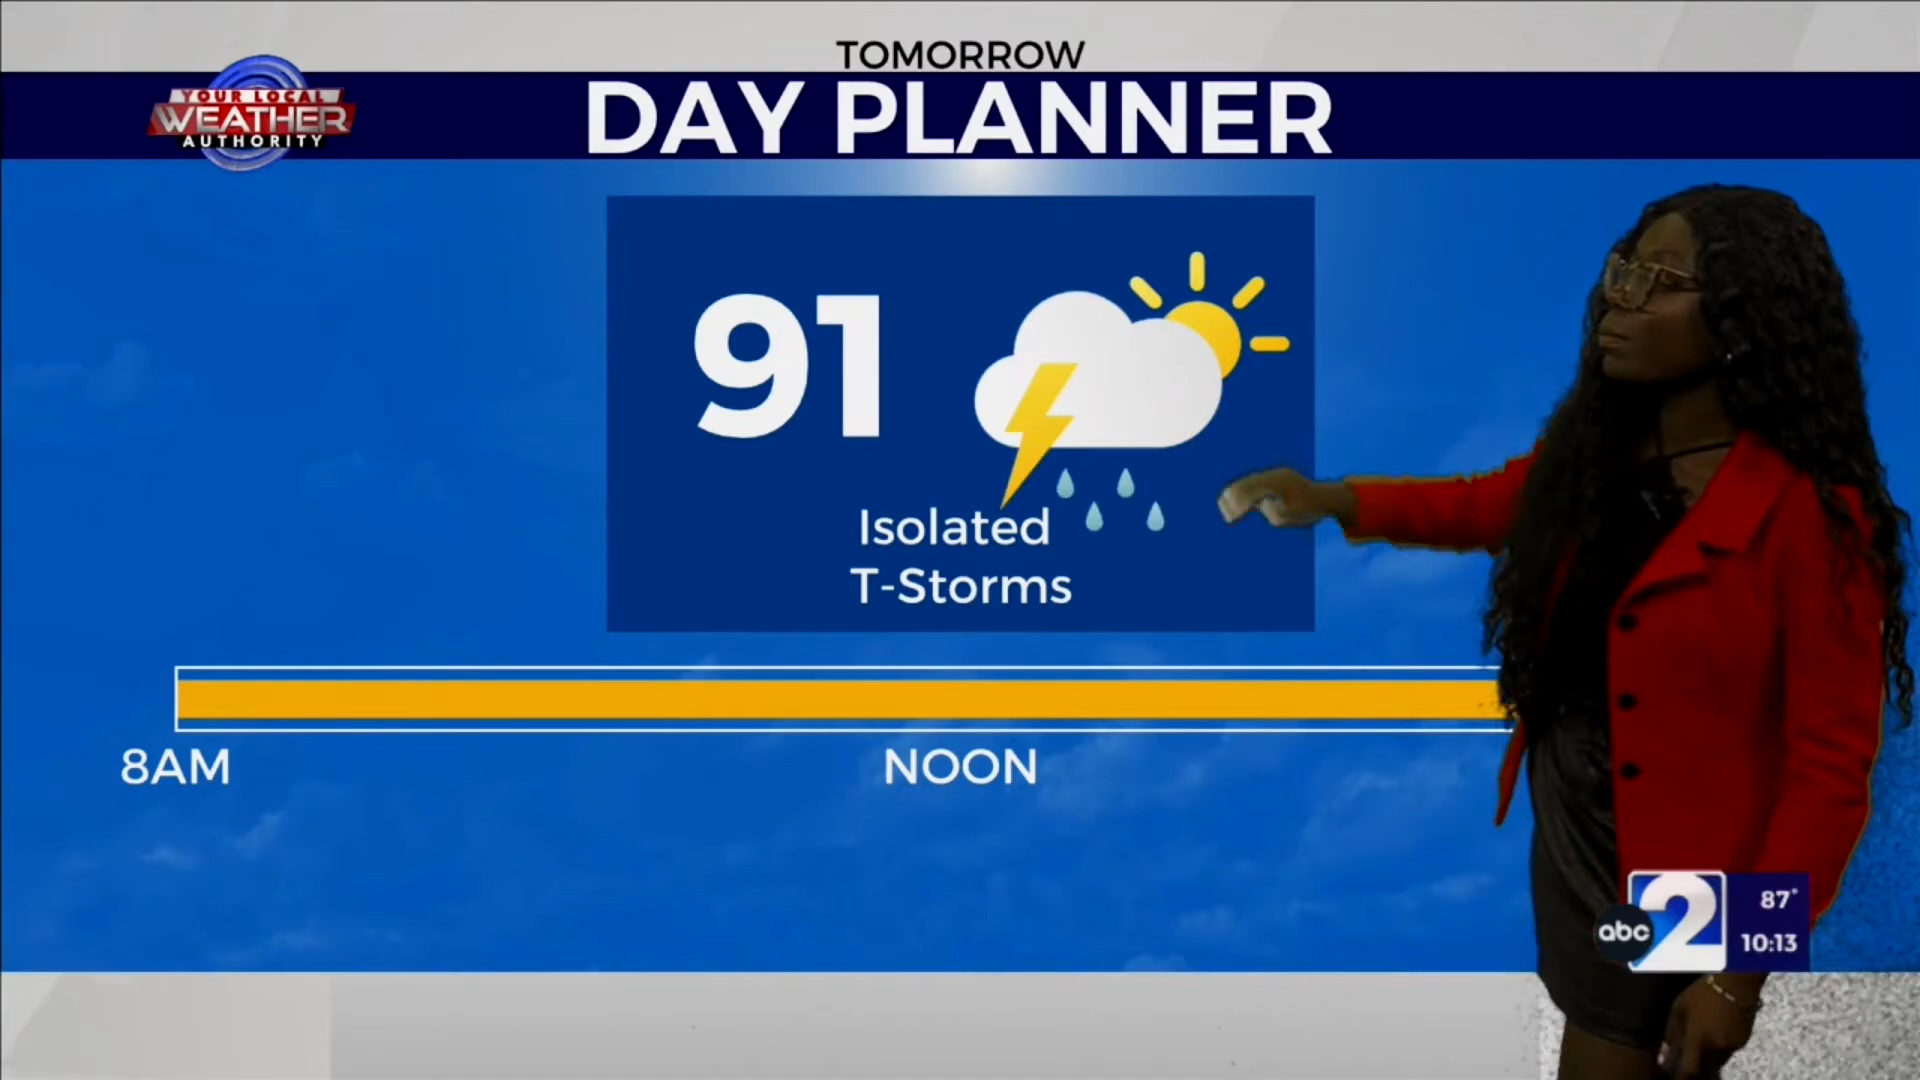 TOMORROW
DAY PLANNER
YOUR LOCAL
WEATHER
AUTHORITY
91
Isolated
T-Storms
8AM
NOON
abc
2
87°
10:13